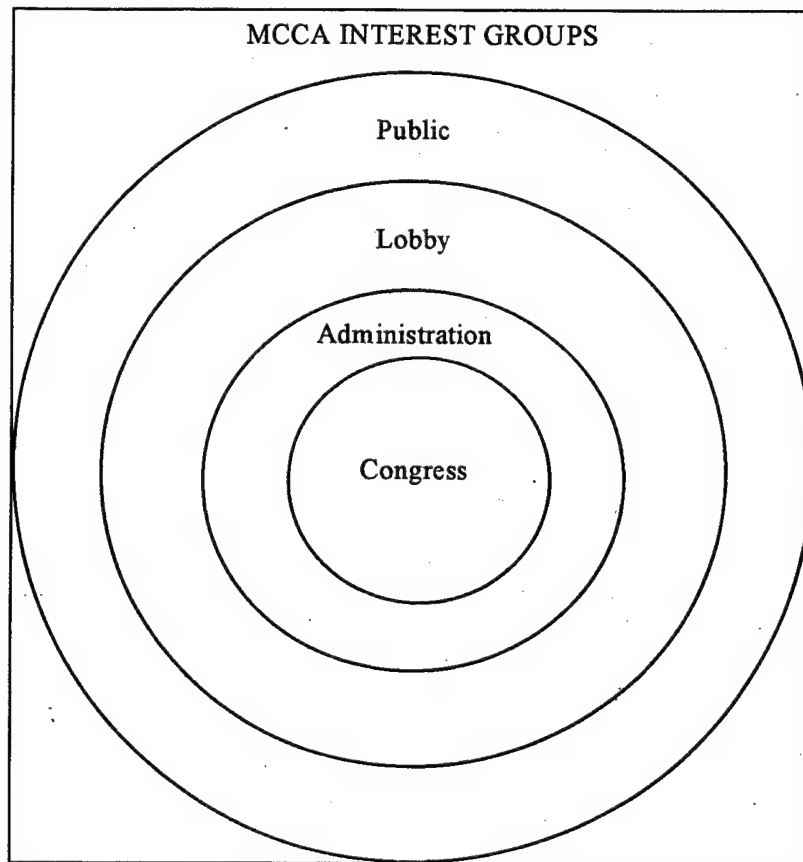 MCCA INTEREST GROUPS
Public
Lobby
Administration
Congress